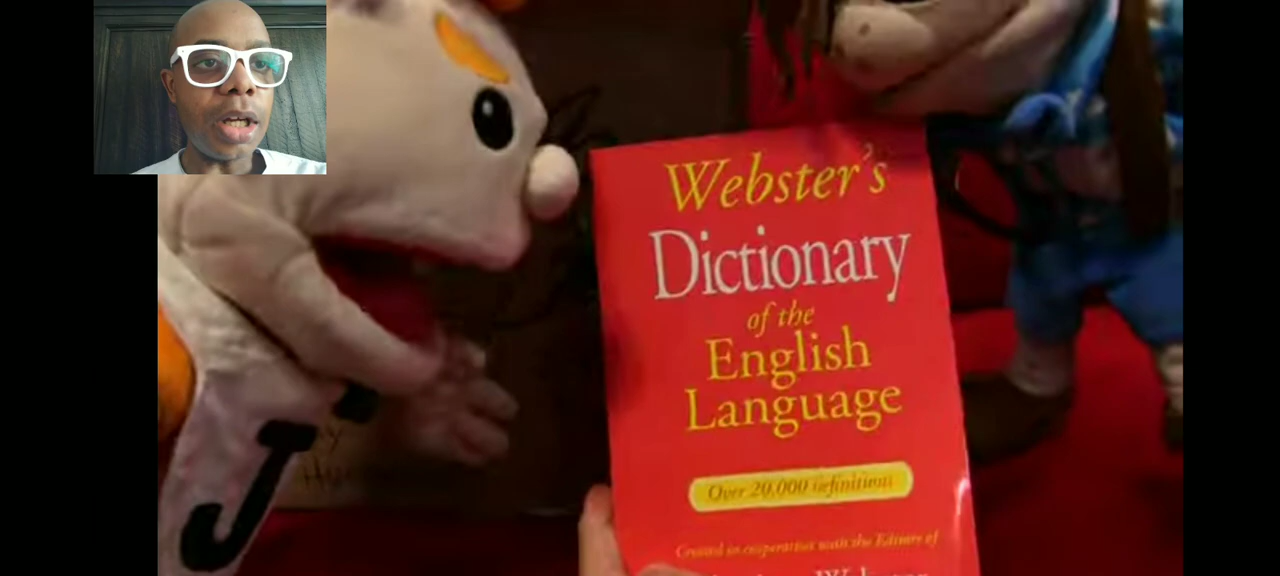 Webster's
Dictionary
of the
English
Language
Over 20,000 definitions
Created in cooperation with the Editors of
J